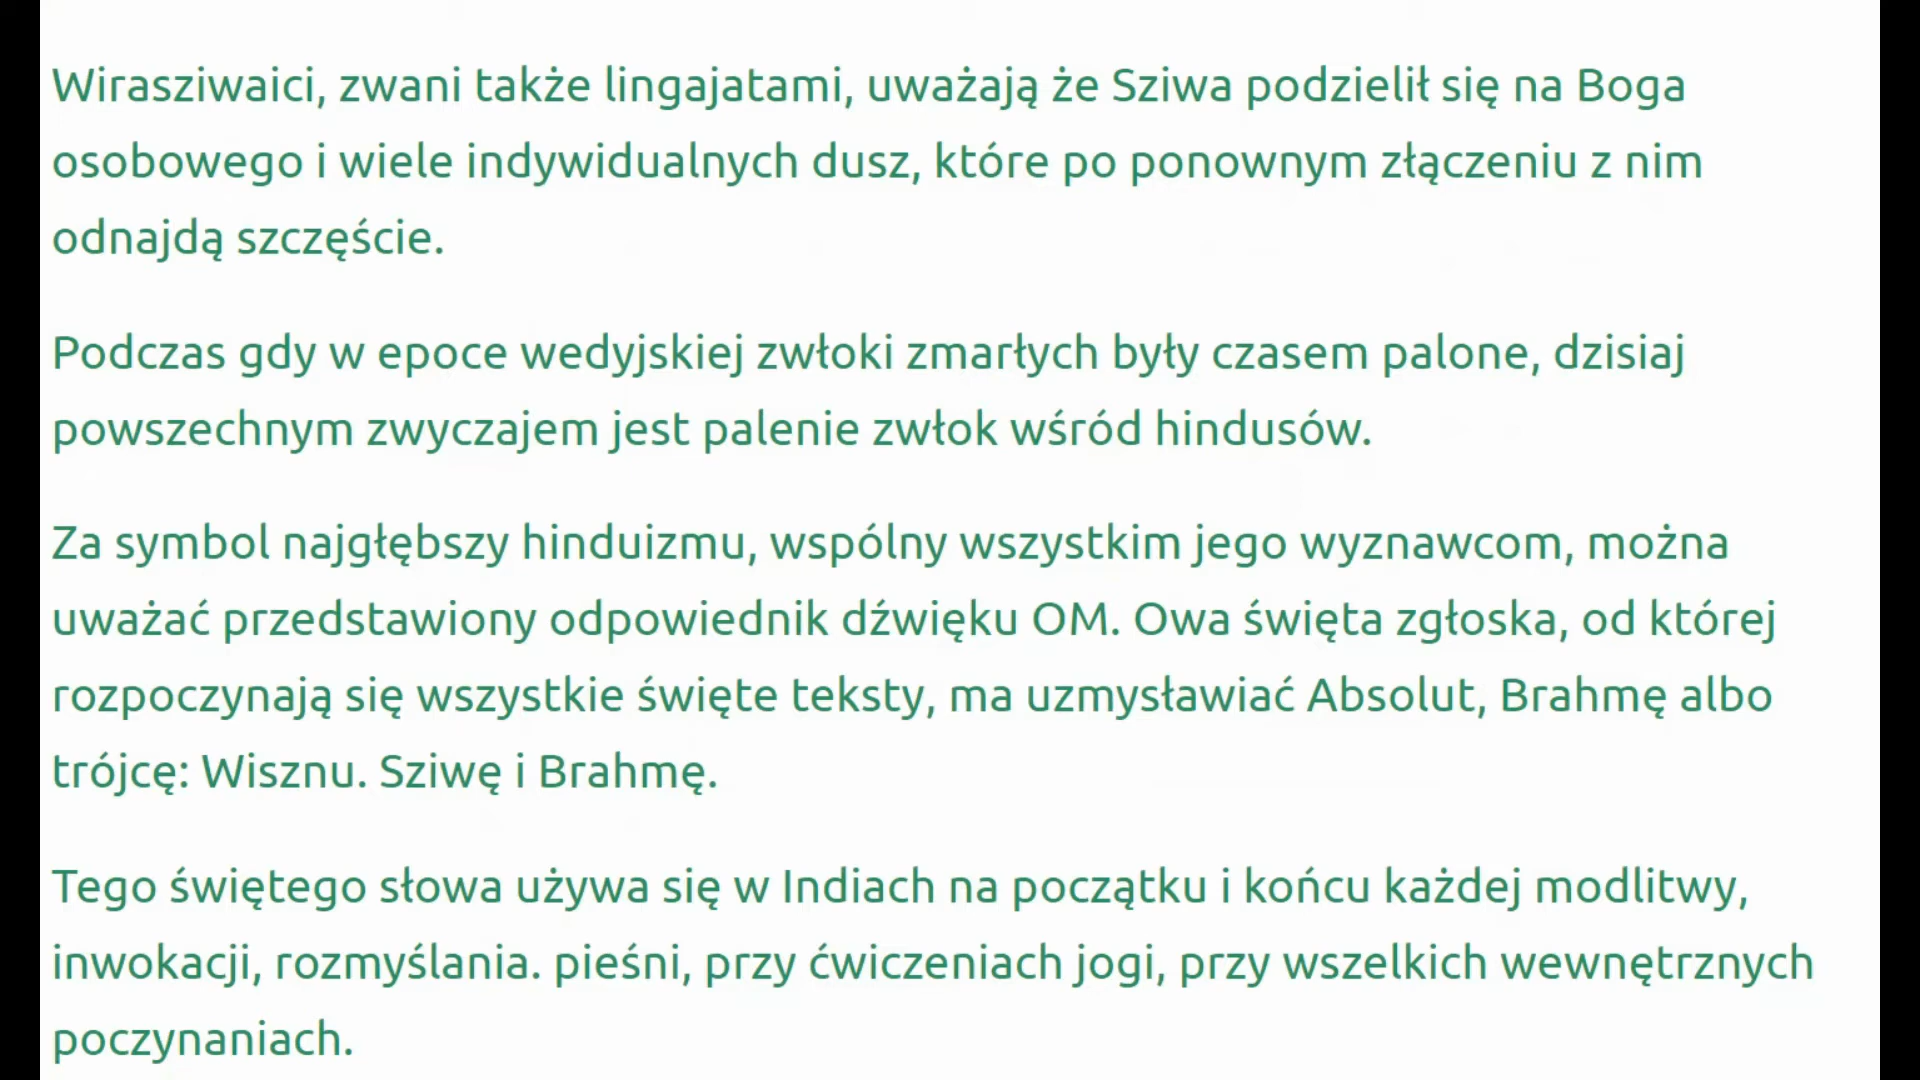 Wirasziwaici, zwani także lingajatami, uważają że Sziwa podzielił się na Boga
osobowego i wiele indywidualnych dusz, które po ponownym złączeniu z nim
odnajdą szczęście.
Podczas gdy w epoce wedyjskiej zwłoki zmarłych były czasem palone, dzisiaj
powszechnym zwyczajem jest palenie zwłok wśród hindusów.
Za symbol najgłębszy hinduizmu, wspólny wszystkim jego wyznawcom, można
uważać przedstawiony odpowiednik dźwięku OM. Owa święta zgłoska, od której
rozpoczynają się wszystkie święte teksty, ma uzmysławiać Absolut, Brahmę albo
trójcę: Wisznu. Sziwę i Brahmę.
Tego świętego słowa używa się w Indiach na początku i końcu każdej modlitwy,
inwokacji, rozmyślania. pieśni, przy ćwiczeniach jogi, przy wszelkich wewnętrznych
poczynaniach.